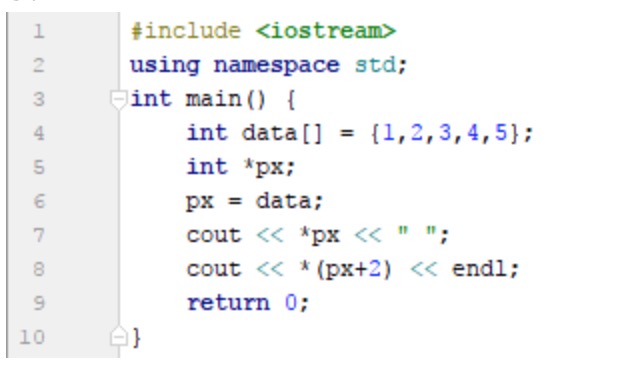 1 #include <iostream>
2 using namespace std;
3 int main() {
4 int data[] = {1,2,3,4,5};
5 int *px;
6 px = data;
7 cout << *px << " ";
8 cout << *(px+2) << endl;
9 return 0;
10 }